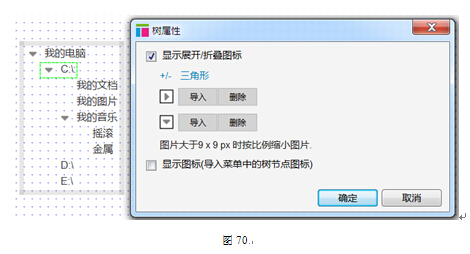 我的电脑
C:\
我的文档
我的图片
我的音乐
摇滚
金属
D:\
E:\
树属性
显示展开/折叠图标
+/- 三角形
导入 删除
导入 删除
图片大于9 x 9 px 时按比例缩小图片.
显示图标(导入菜单中的树节点图标)
确定 取消
图 70.